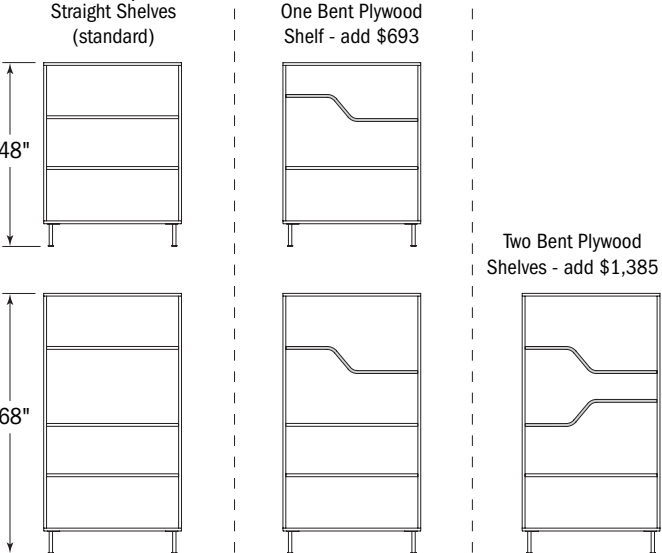 Straight Shelves
(standard)
One Bent Plywood
Shelf - add $693
48"
Two Bent Plywood
Shelves - add $1,385
68"